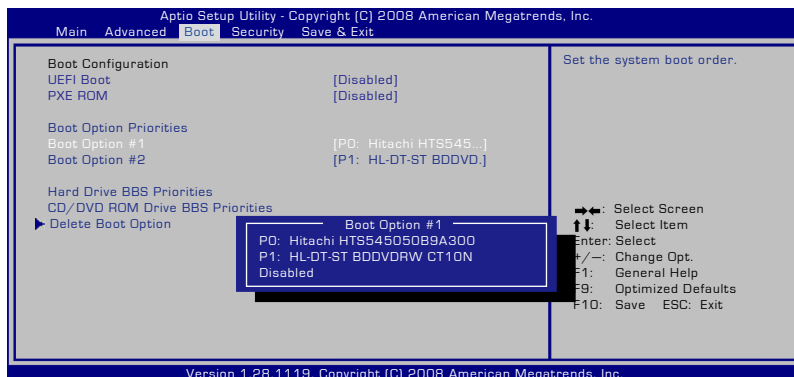 Aptio Setup Utility - Copyright (C) 2008 American Megatrends, Inc.
Main Advanced Boot Security Save & Exit
Boot Configuration
UEFI Boot [Disabled]
PXE ROM [Disabled]
Boot Option Priorities
Boot Option #1 [P0: Hitachi HTS545...]
Boot Option #2 [P1: HL-DT-ST BDDVD.]
Hard Drive BBS Priorities
CD/DVD ROM Drive BBS Priorities
Delete Boot Option
Boot Option #1
P0: Hitachi HTS545050B9A300
P1: HL-DT-ST BDDVDRW CT10N
Disabled
Set the system boot order.
→←: Select Screen
↑↓: Select Item
Enter: Select
+/—: Change Opt.
F1: General Help
F9: Optimized Defaults
F10: Save ESC: Exit
Version 1.28.1119. Copyright (C) 2008 American Megatrends, Inc.